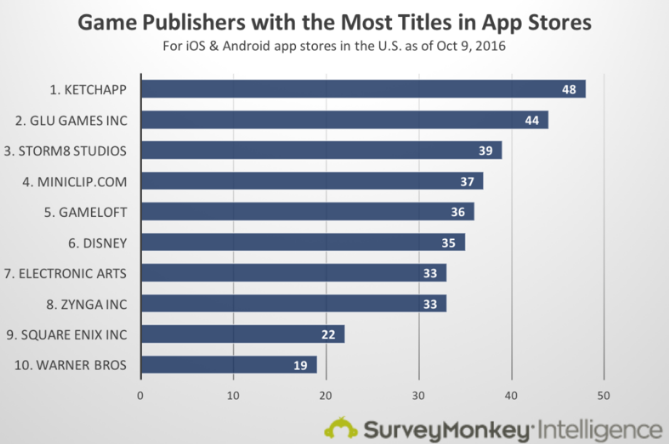 Game Publishers with the Most Titles in App Stores
For iOS & Android app stores in the U.S. as of Oct 9, 2016
1. KETCHAPP 48
2. GLU GAMES INC 44
3. STORM8 STUDIOS 39
4. MINICLIP.COM 37
5. GAMELOFT 36
6. DISNEY 35
7. ELECTRONIC ARTS 33
8. ZYNGA INC 33
9. SQUARE ENIX INC 22
10. WARNER BROS 19
0 10 20 30 40 50
SurveyMonkey Intelligence